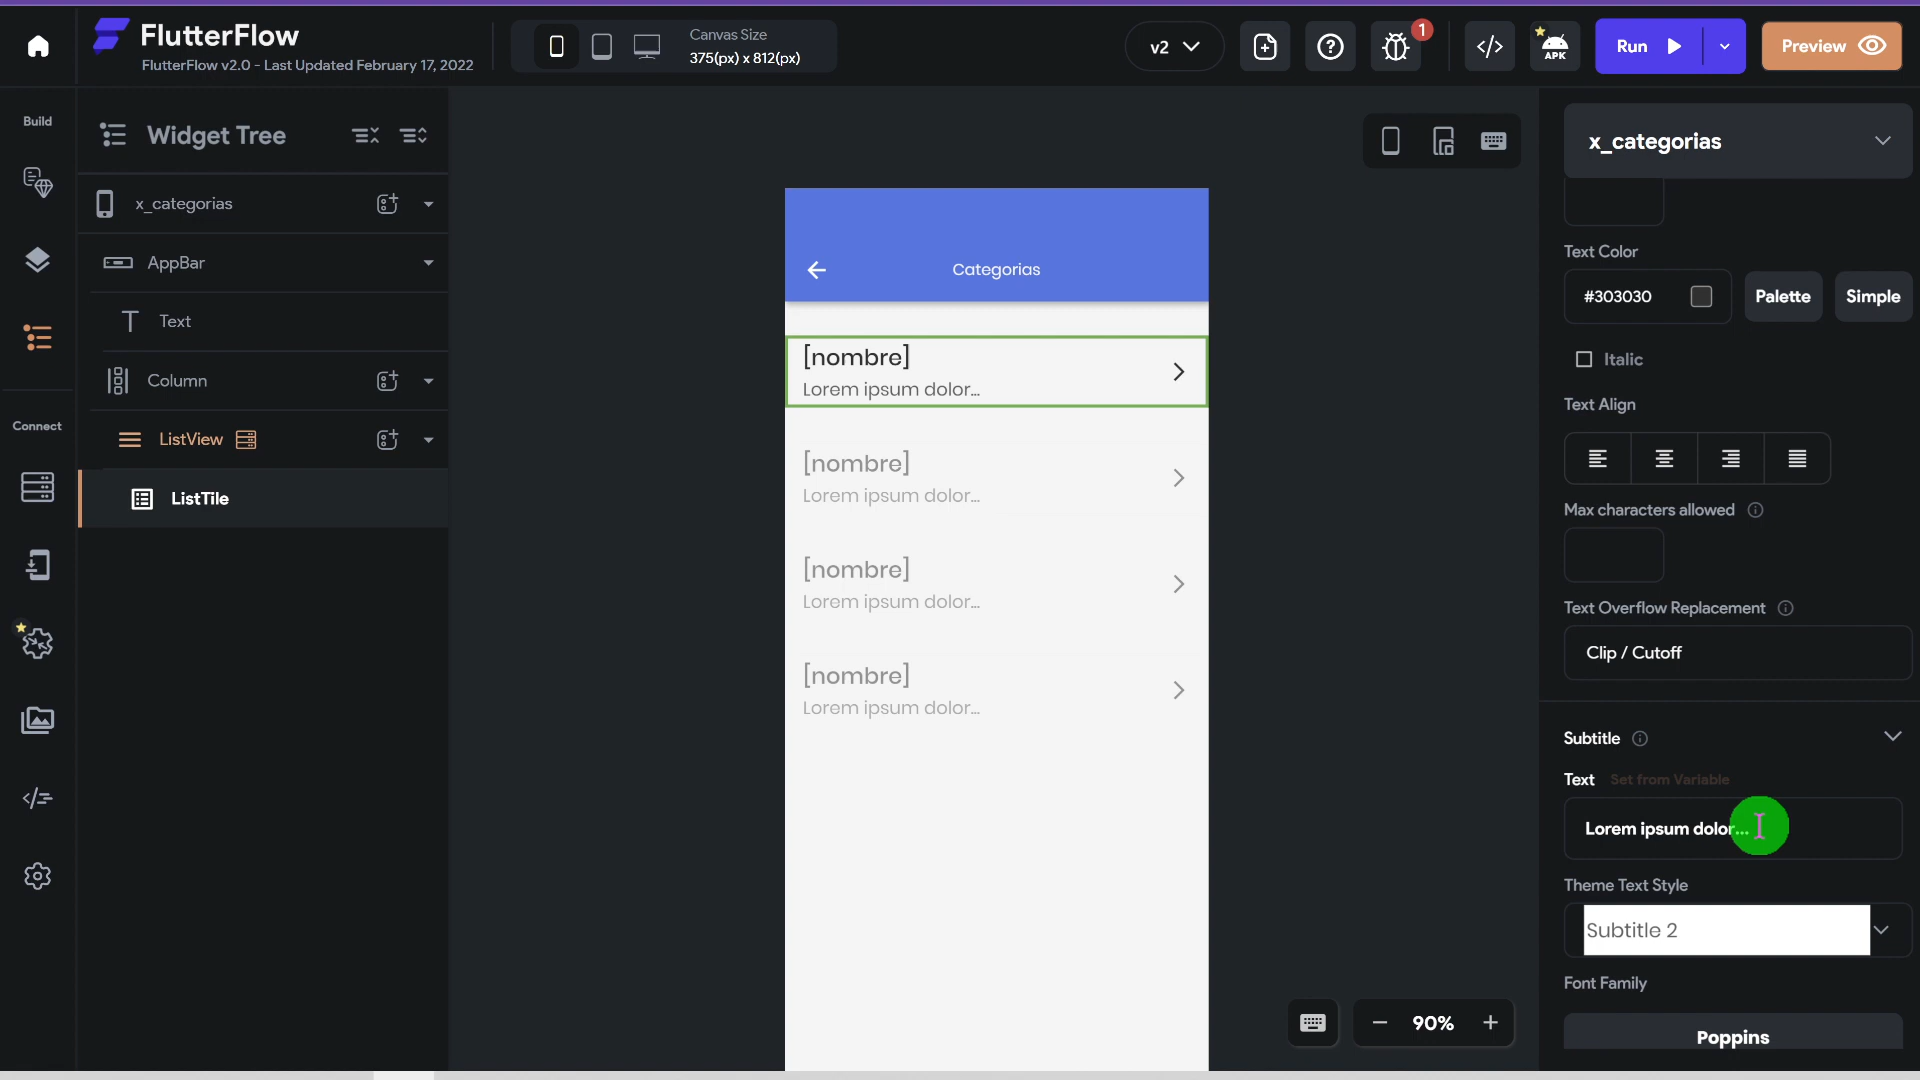 FlutterFlow
FlutterFlow v2.0 - Last Updated February 17, 2022
Canvas Size
375(px) x 812(px)
v2
1
APK
Run
Preview
Build
Widget Tree
x_categorias
AppBar
Text
Column
Connect
ListView
ListTile
Categorias
[nombre]
Lorem ipsum dolor...
[nombre]
Lorem ipsum dolor...
[nombre]
Lorem ipsum dolor...
[nombre]
Lorem ipsum dolor...
90%
x_categorias
Text Color
#303030
Palette
Simple
Italic
Text Align
Max characters allowed
Text Overflow Replacement
Clip / Cutoff
Subtitle
Text Set from Variable
Lorem ipsum dolor...
Theme Text Style
Subtitle 2
Font Family
Poppins